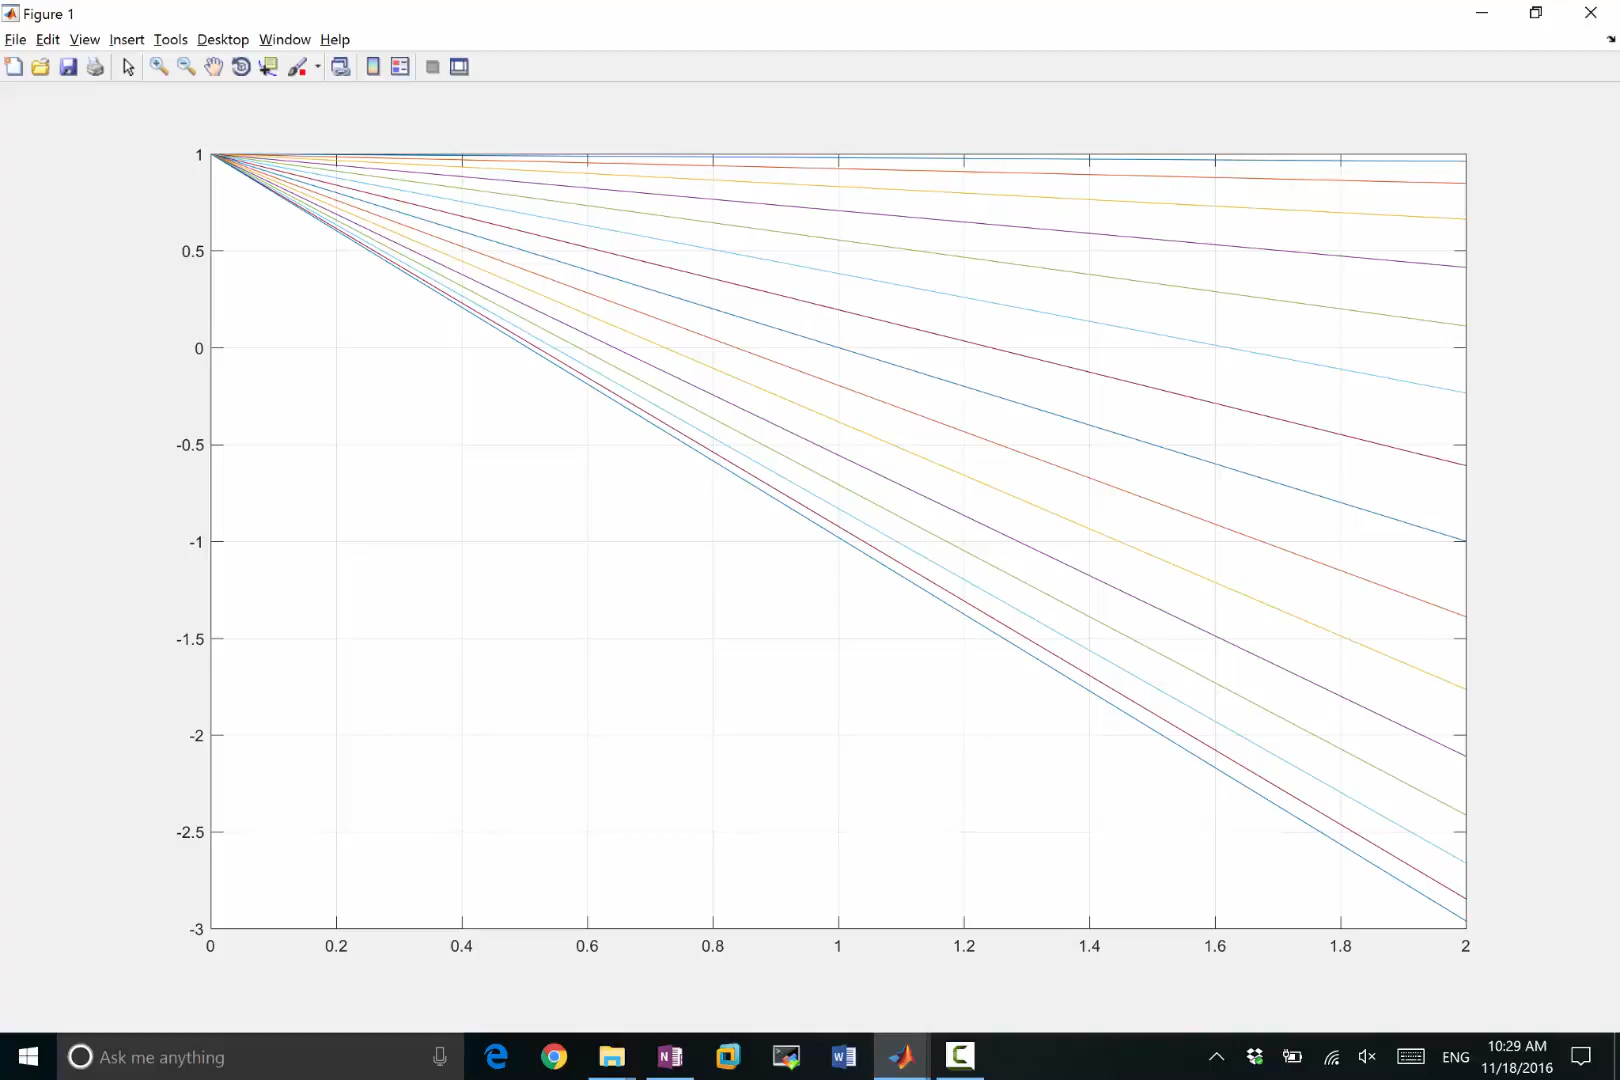 Figure 1
File Edit View Insert Tools Desktop Window Help
1
0.5
0
-0.5
-1
-1.5
-2
-2.5
-3
0 0.2 0.4 0.6 0.8 1 1.2 1.4 1.6 1.8 2
Ask me anything
N
W
C
ENG
10:29 AM
11/18/2016